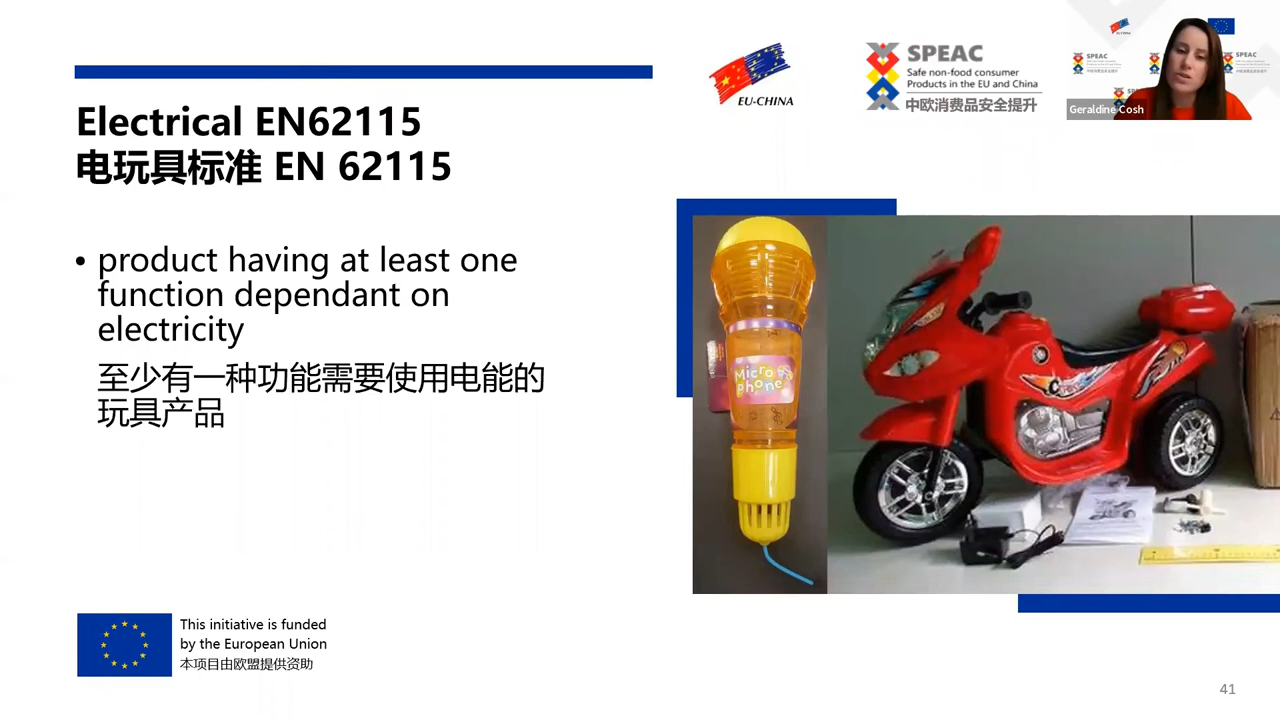 Electrical EN62115
电玩具标准 EN 62115
• product having at least one
function dependant on
electricity
至少有一种功能需要使用电能的
玩具产品
EU-CHINA
SPEAC
Safe non-food consumer
Products in the EU and China
中欧消费品安全提升
SPEAC
SPEAC
Geraldine Cosh
Micro
phone
This initiative is funded
by the European Union
本项目由欧盟提供资助
41